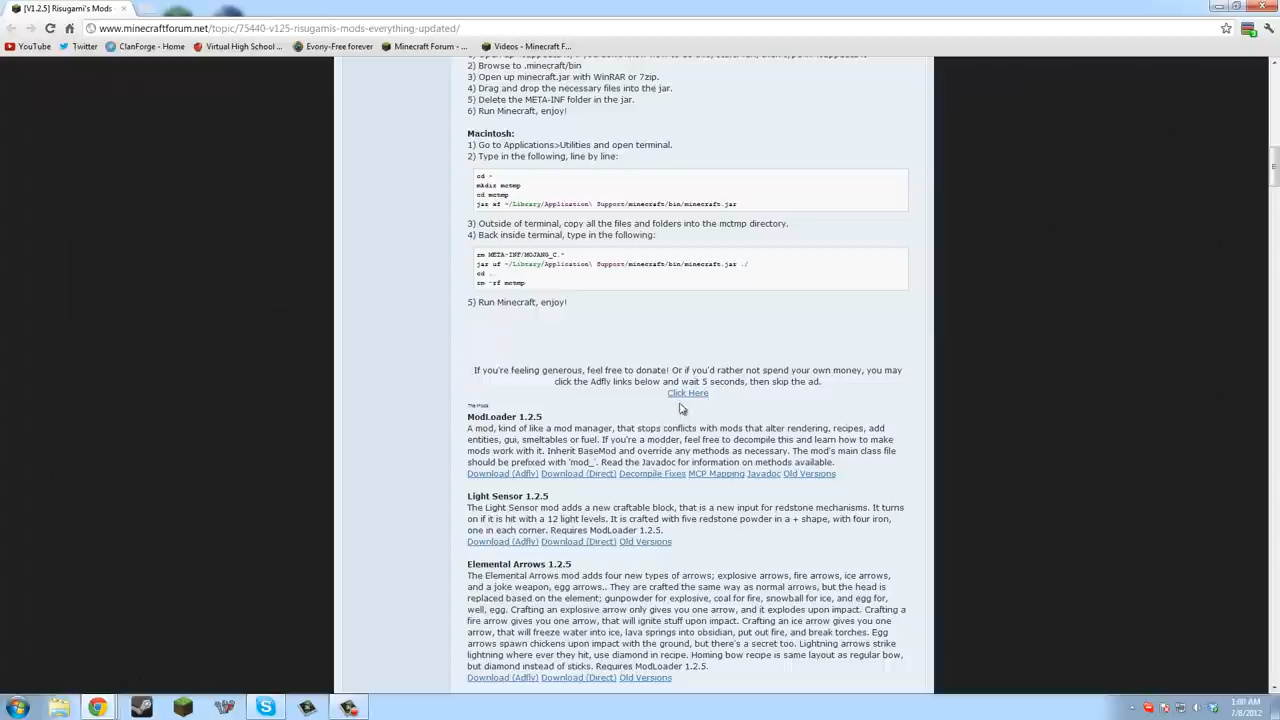 [V1.2.5] Risugami's Mods -
www.minecraftforum.net/topic/75440-v125-risugamis-mods-everything-updated/
YouTube Twitter ClanForge - Home Virtual High School ... Evony-Free forever Minecraft Forum - ... Videos - Minecraft F...
2) Browse to .minecraft/bin
3) Open up minecraft.jar with WinRAR or 7zip.
4) Drag and drop the necessary files into the jar.
5) Delete the META-INF folder in the jar.
6) Run Minecraft, enjoy!
Macintosh:
1) Go to Applications>Utilities and open terminal.
2) Type in the following, line by line:
cd ~
mkdir mctmp
cd mctmp
jar xf ~/Library/Application\ Support/minecraft/bin/minecraft.jar
3) Outside of terminal, copy all the files and folders into the mctmp directory.
4) Back inside terminal, type in the following:
rm META-INF/MOJANG_C.*
jar uf ~/Library/Application\ Support/minecraft/bin/minecraft.jar ./
cd ..
rm -rf mctmp
5) Run Minecraft, enjoy!
If you're feeling generous, feel free to donate! Or if you'd rather not spend your own money, you may
click the Adfly links below and wait 5 seconds, then skip the ad.
Click Here
The Mods
ModLoader 1.2.5
A mod, kind of like a mod manager, that stops conflicts with mods that alter rendering, recipes, add
entities, gui, smeltables or fuel. If you're a modder, feel free to decompile this and learn how to make
mods work with it. Inherit BaseMod and override any methods as necessary. The mod's main class file
should be prefixed with 'mod_'. Read the Javadoc for information on methods available.
Download (Adfly) Download (Direct) Decompile Fixes MCP Mapping Javadoc Old Versions
Light Sensor 1.2.5
The Light Sensor mod adds a new craftable block, that is a new input for redstone mechanisms. It turns
on if it is hit with a 12 light levels. It is crafted with five redstone powder in a + shape, with four iron,
one in each corner. Requires ModLoader 1.2.5.
Download (Adfly) Download (Direct) Old Versions
Elemental Arrows 1.2.5
The Elemental Arrows mod adds four new types of arrows; explosive arrows, fire arrows, ice arrows,
and a joke weapon, egg arrows.. They are crafted the same way as normal arrows, but the head is
replaced based on the element; gunpowder for explosive, coal for fire, snowball for ice, and egg for,
well, egg. Crafting an explosive arrow only gives you one arrow, and it explodes upon impact. Crafting a
fire arrow gives you one arrow, that will ignite stuff upon impact. Crafting an ice arrow gives you one
arrow, that will freeze water into ice, lava springs into obsidian, put out fire, and break torches. Egg
arrows spawn chickens upon impact with the ground, but there's a secret too. Lightning arrows strike
lightning where ever they hit, use diamond in recipe. Homing bow recipe is same layout as regular bow,
but diamond instead of sticks. Requires ModLoader 1.2.5.
Download (Adfly) Download (Direct) Old Versions
1:00 AM
7/8/2012